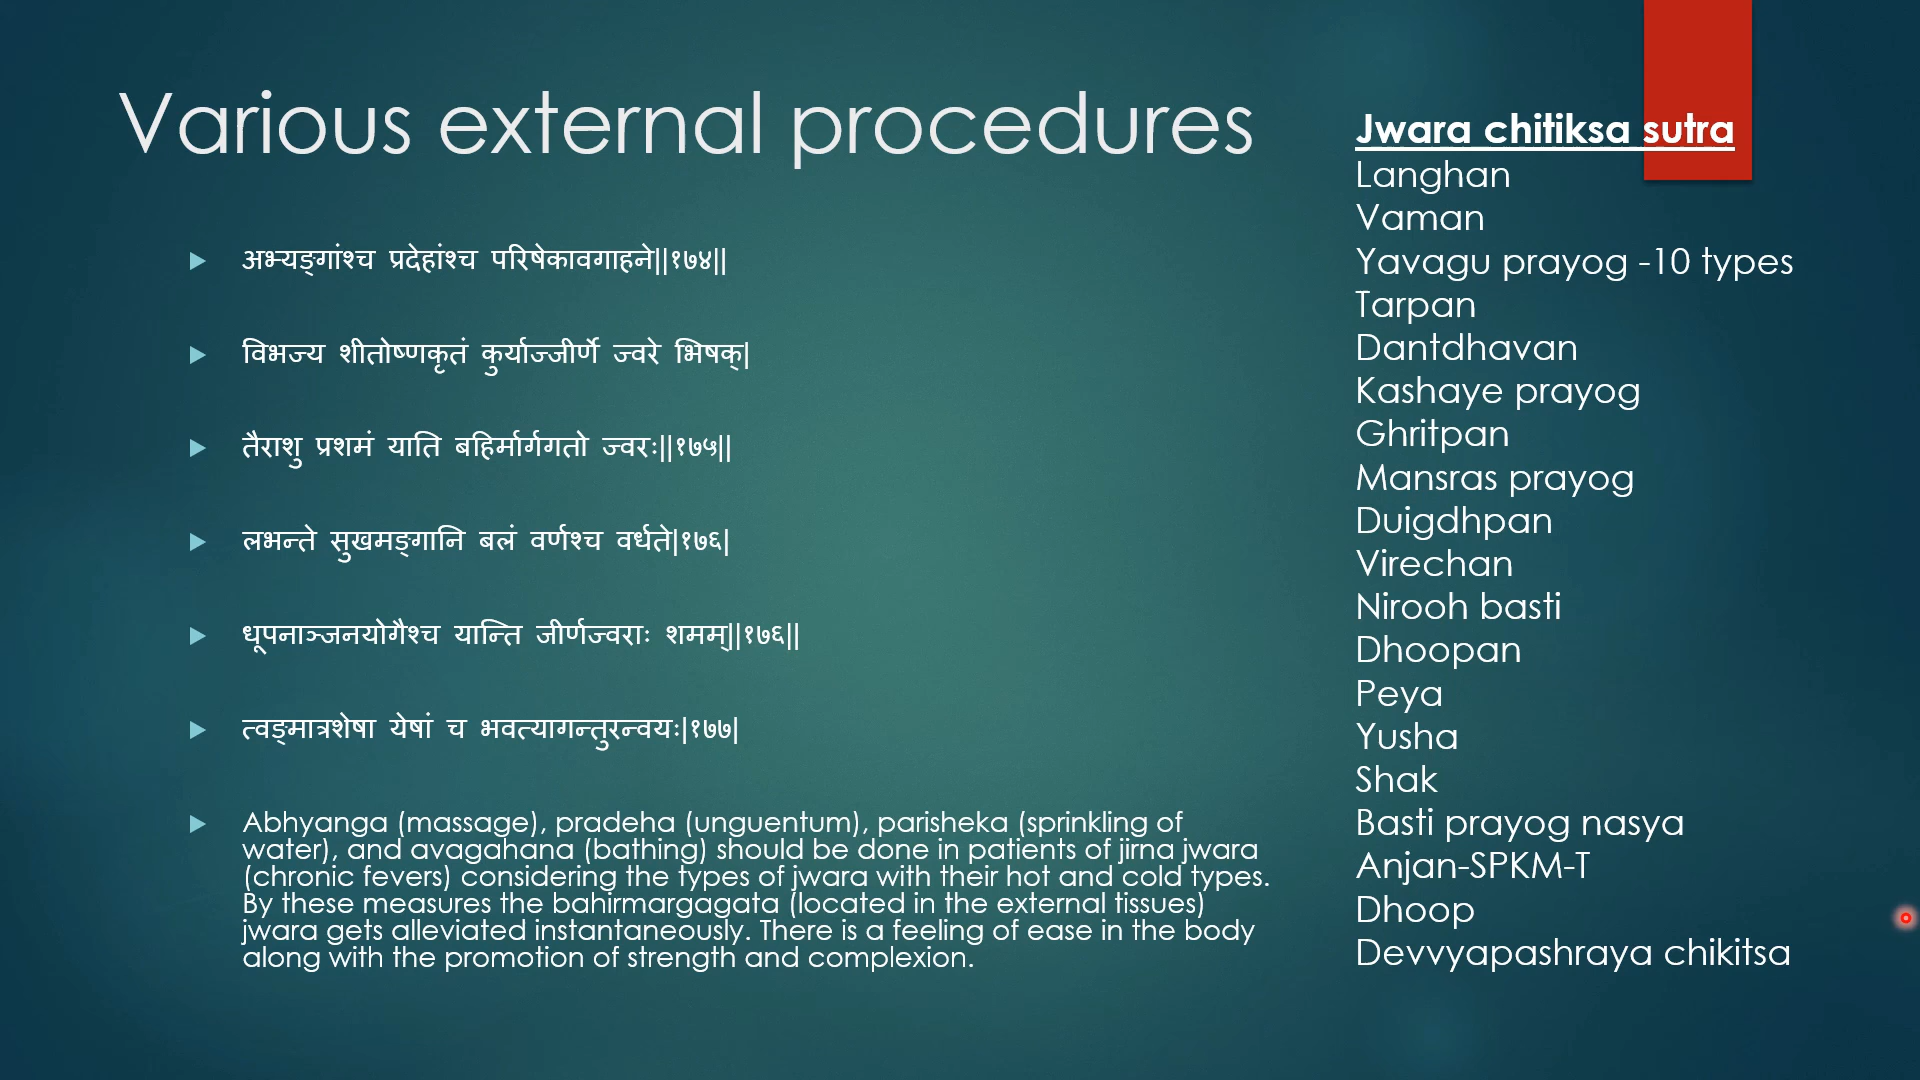 Various external procedures
अभ्यङ्गांश्च प्रदेहांश्च परिषेकावगाहने||१७४||
विभज्य शीतोष्णकृतं कुर्याज्जीर्णे ज्वरे भिषक्|
तैराशु प्रशमं याति बहिर्मार्गगतो ज्वरः||१७५||
लभन्ते सुखमङ्गानि बलं वर्णश्च वर्धते|१७६|
धूपनाञ्जनयोगैश्च यान्ति जीर्णज्वराः शमम्||१७६||
त्वङ्मात्रशेषा येषां च भवत्यागन्तुरन्वयः|१७७|
Abhyanga (massage), pradeha (unguentum), parisheka (sprinkling of
water), and avagahana (bathing) should be done in patients of jirna jwara
(chronic fevers) considering the types of jwara with their hot and cold types.
By these measures the bahirmargagata (located in the external tissues)
jwara gets alleviated instantaneously. There is a feeling of ease in the body
along with the promotion of strength and complexion.
Jwara chitiksa sutra
Langhan
Vaman
Yavagu prayog -10 types
Tarpan
Dantdhavan
Kashaye prayog
Ghritpan
Mansras prayog
Duigdhpan
Virechan
Nirooh basti
Dhoopan
Peya
Yusha
Shak
Basti prayog nasya
Anjan-SPKM-T
Dhoop
Devvyapashraya chikitsa